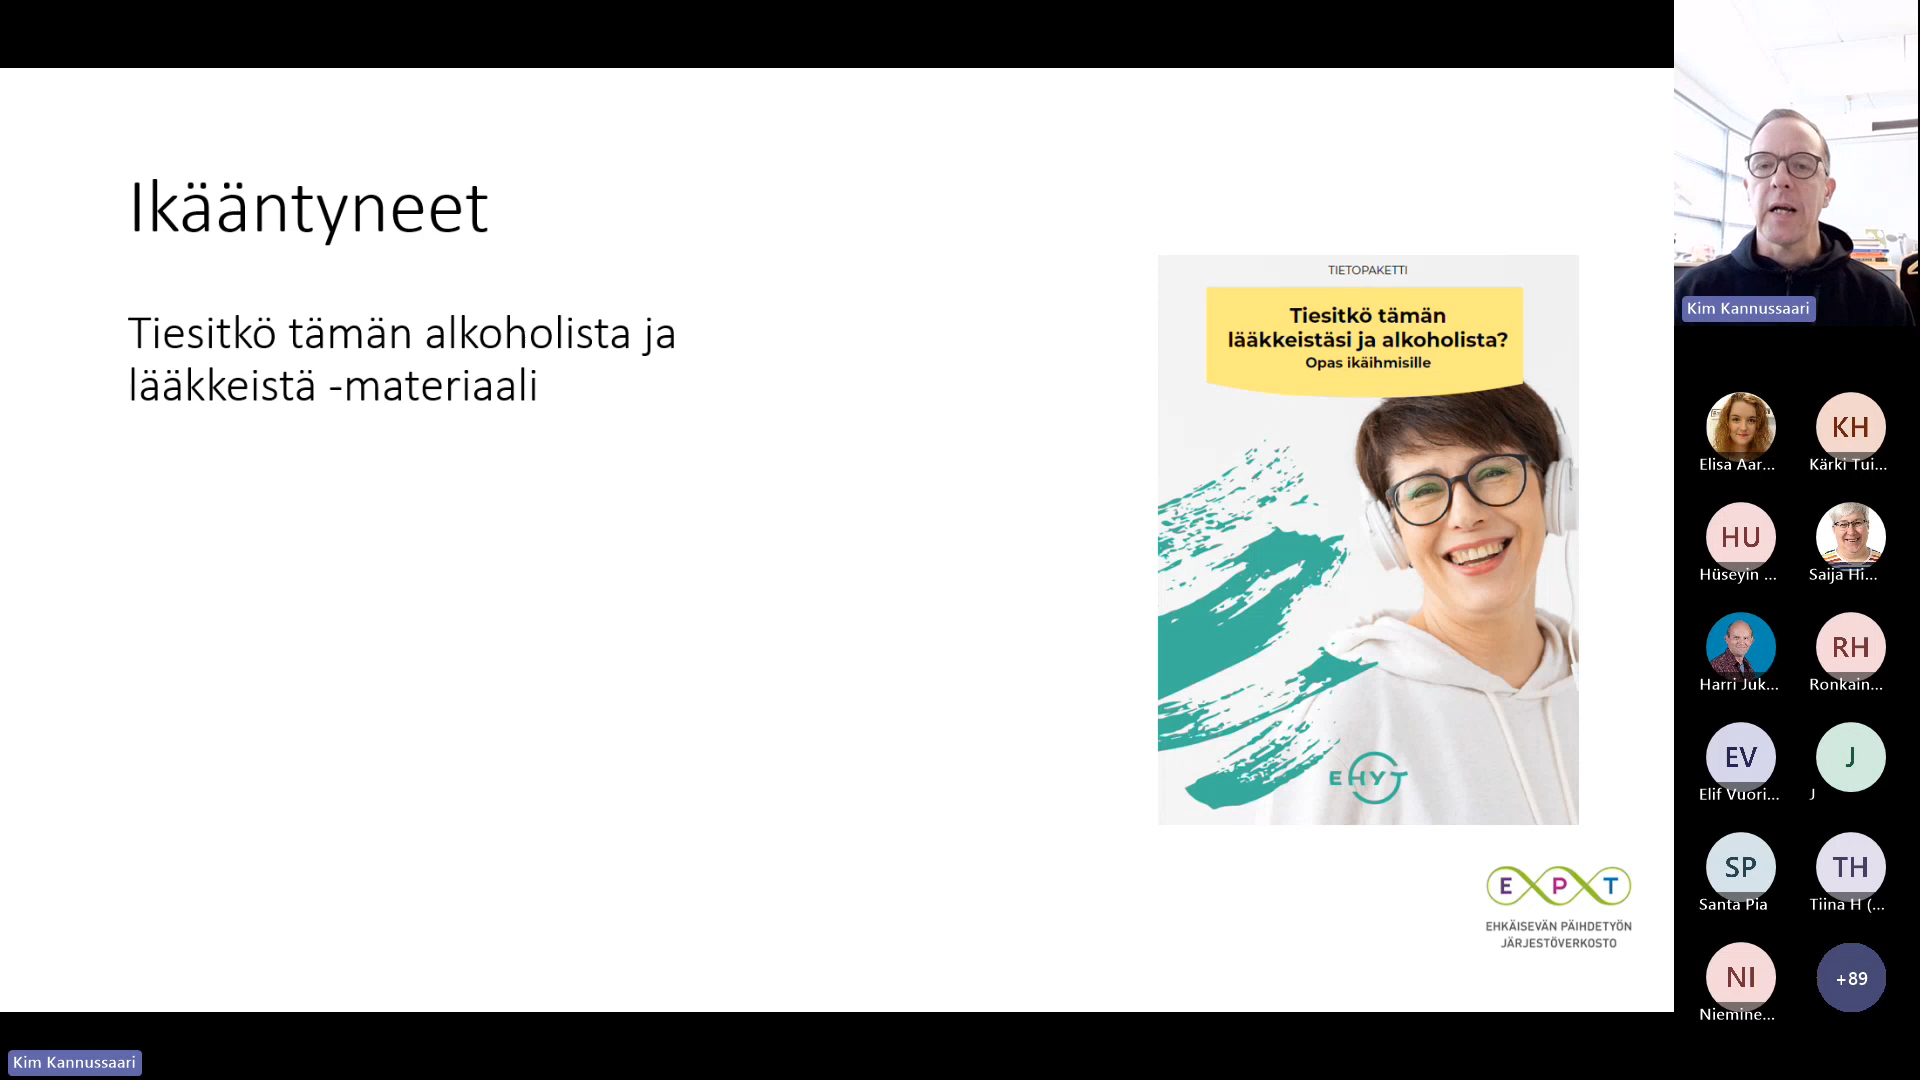 Ikääntyneet
Tiesitkö tämän alkoholista ja
lääkkeistä -materiaali
TIETOPAKETTI
Tiesitkö tämän
lääkkeistäsi ja alkoholista?
Opas ikäihmisille
EHYT
E P T
EHKÄISEVÄN PÄIHDETYÖN
JÄRJESTÖVERKOSTO
Kim Kannussaari
Elisa Aar...
KH
Kärki Tui...
HU
Hüseyin ...
Saija Hi...
Harri Juk...
RH
Ronkain...
EV
Elif Vuori...
J
J
SP
Santa Pia
TH
Tiina H (...
NI
Niemine...
+89
Kim Kannussaari